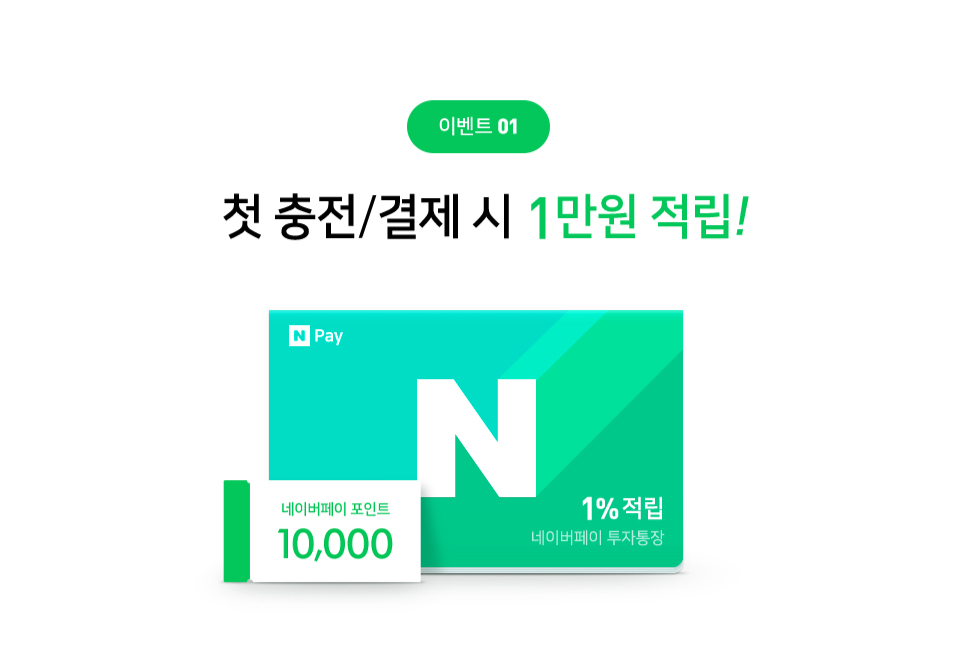 이벤트 01
첫 충전/결제 시 1만원 적립!
N Pay
N
1% 적립
네이버페이 투자통장
네이버페이 포인트
10,000